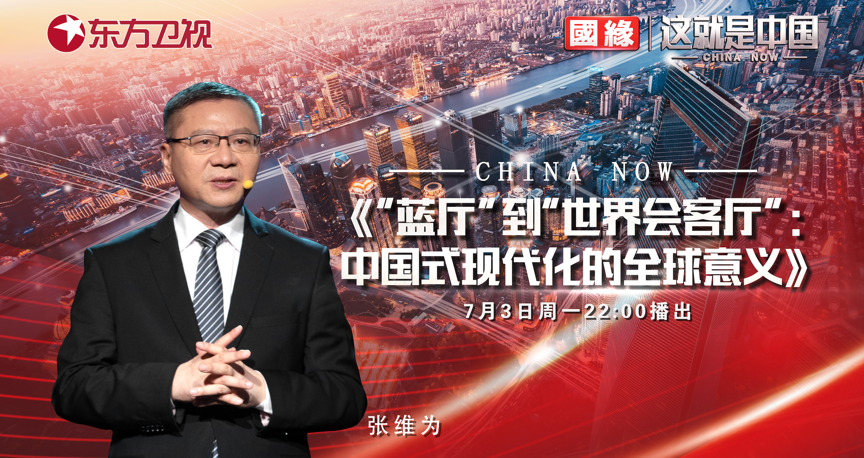 东方卫视
國緣
这就是中国
CHINA NOW
CHINA NOW
《“蓝厅”到“世界会客厅”：
中国式现代化的全球意义》
7月3日周一22:00播出
张维为